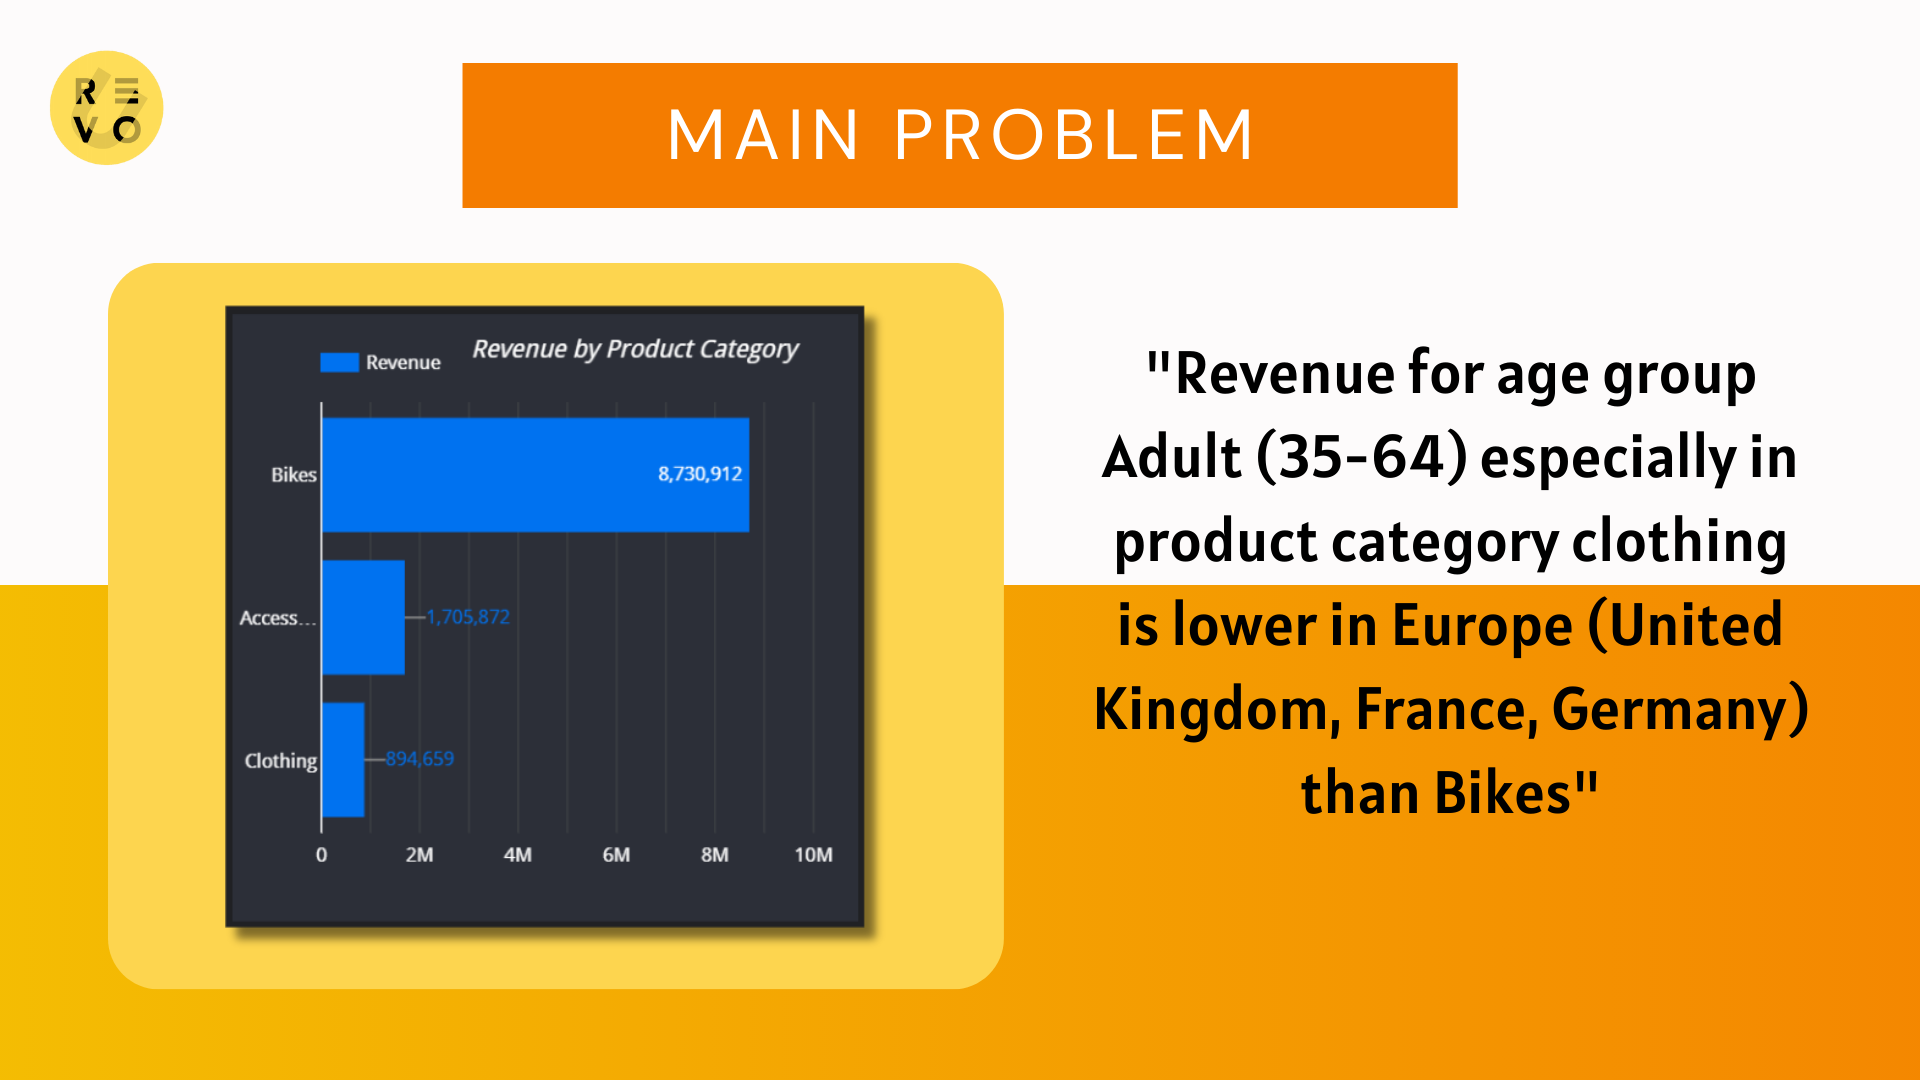 RE
VO
MAIN PROBLEM
Revenue
Revenue by Product Category
Bikes
8,730,912
Access...
1,705,872
Clothing
894,659
0 2M 4M 6M 8M 10M
"Revenue for age group
Adult (35-64) especially in
product category clothing
is lower in Europe (United
Kingdom, France, Germany)
than Bikes"